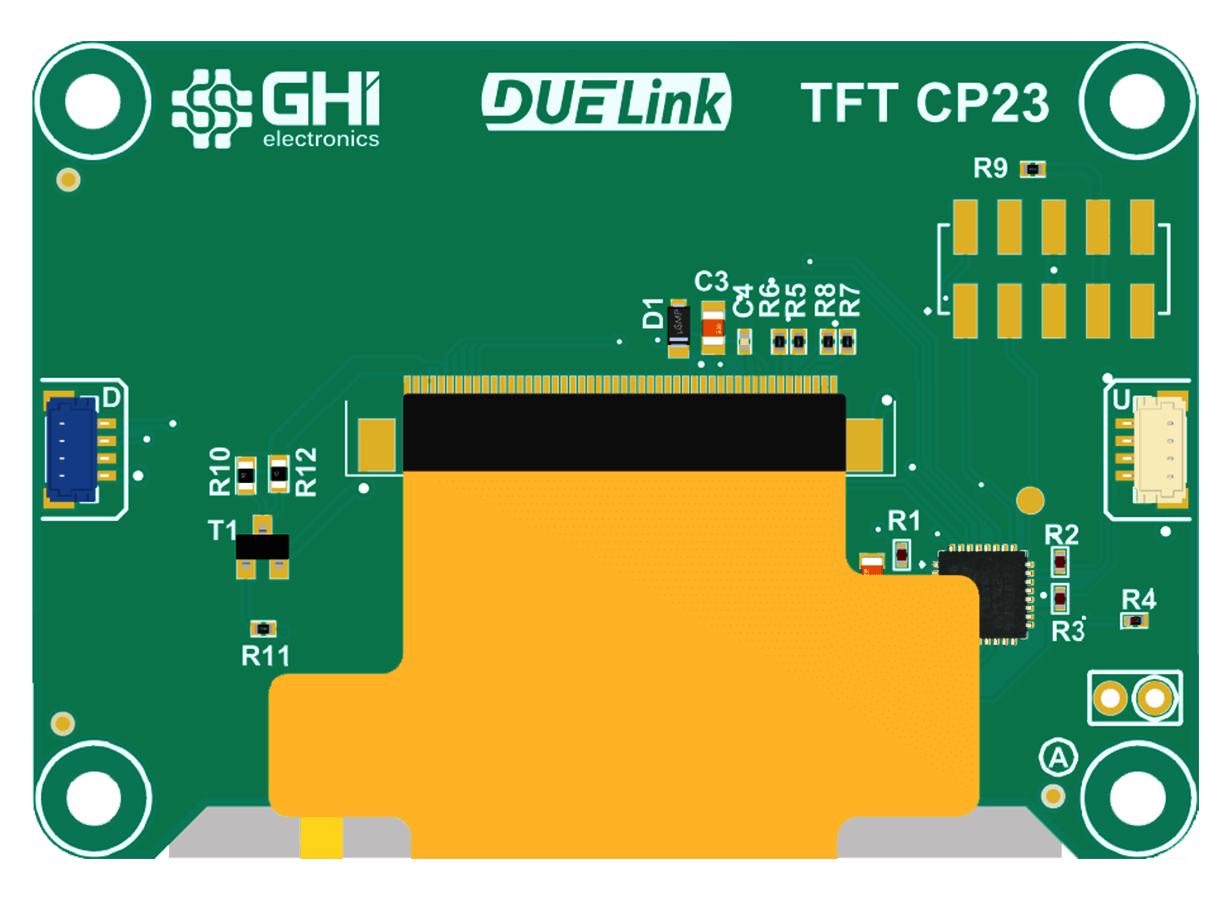 GHI
electronics
DUELink
TFT CP23
R9
C3
D1
C4
R6
R5
R8
R7
D
U
R10
R12
T1
R1
R2
R3
R4
R11
A